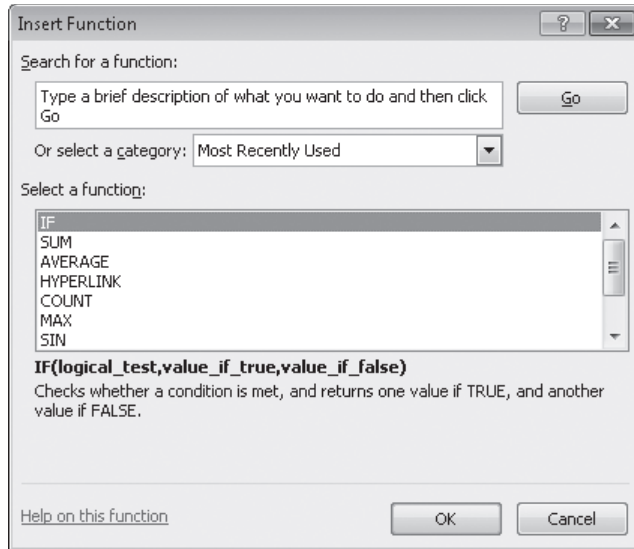 Insert Function
Search for a function:
Type a brief description of what you want to do and then click
Go
Go
Or select a category: Most Recently Used
Select a function:
IF
SUM
AVERAGE
HYPERLINK
COUNT
MAX
SIN
IF(logical_test,value_if_true,value_if_false)
Checks whether a condition is met, and returns one value if TRUE, and another
value if FALSE.
Help on this function
OK
Cancel